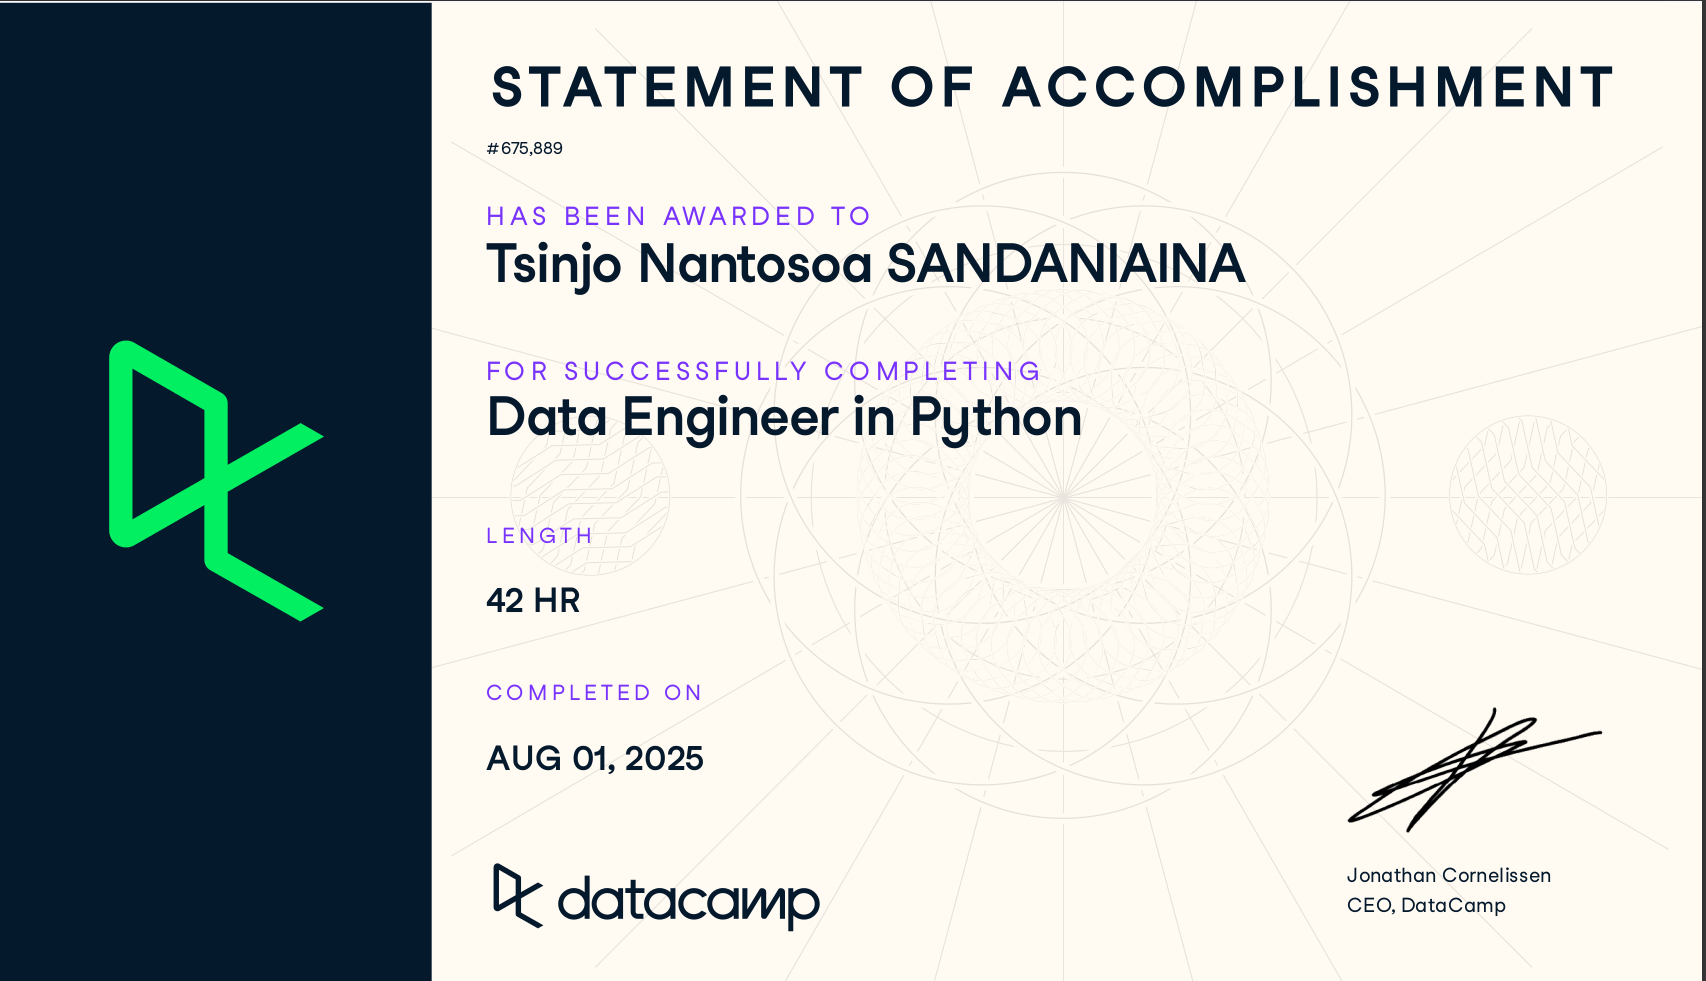 STATEMENT OF ACCOMPLISHMENT
#675,889
HAS BEEN AWARDED TO
Tsinjo Nantosoa SANDANIAINA
FOR SUCCESSFULLY COMPLETING
Data Engineer in Python
LENGTH
42 HR
COMPLETED ON
AUG 01, 2025
datacamp
Jonathan Cornelissen
CEO, DataCamp